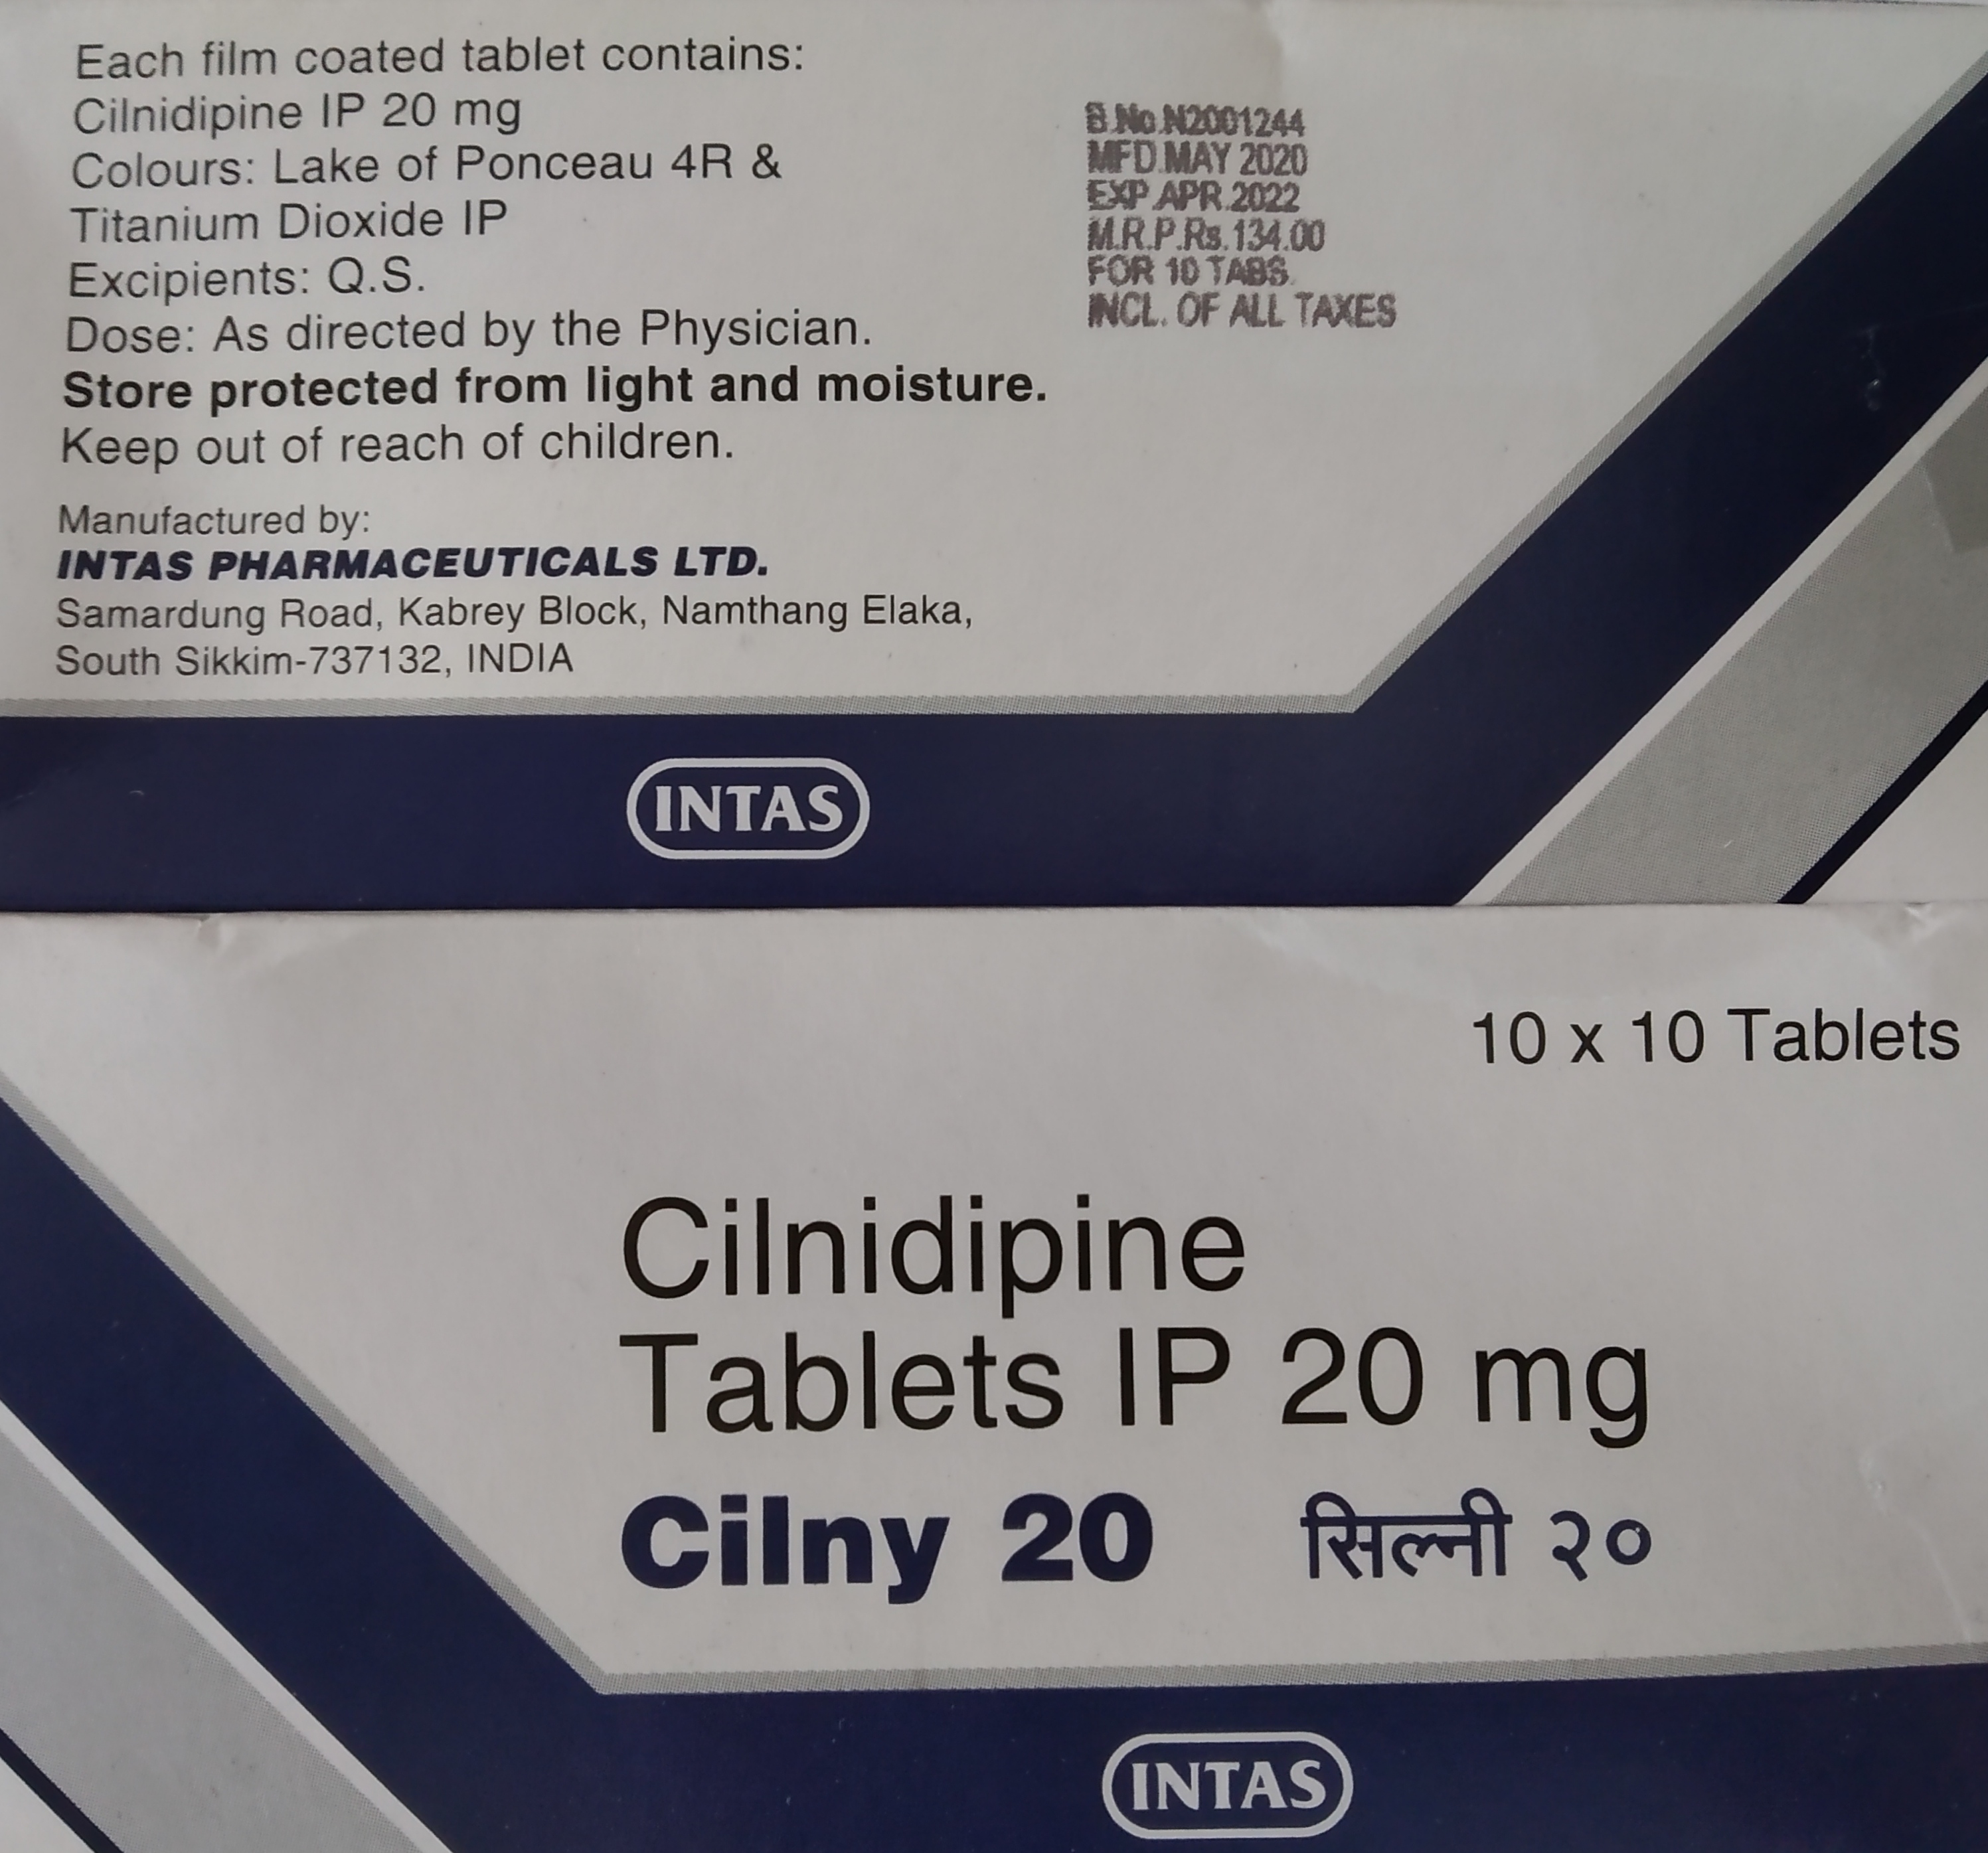 Each film coated tablet contains:
Cilnidipine IP 20 mg
Colours: Lake of Ponceau 4R &
Titanium Dioxide IP
Excipients: Q.S.
Dose: As directed by the Physician.
Store protected from light and moisture.
Keep out of reach of children.
Manufactured by:
INTAS PHARMACEUTICALS LTD.
Samardung Road, Kabrey Block, Namthang Elaka,
South Sikkim-737132, INDIA
B.No.N2001244
MFD.MAY 2020
EXP.APR.2022
M.R.P.Rs.134.00
FOR 10 TABS.
INCL. OF ALL TAXES
INTAS
10 x 10 Tablets
Cilnidipine
Tablets IP 20 mg
Cilny 20 सिल्नी २०
INTAS